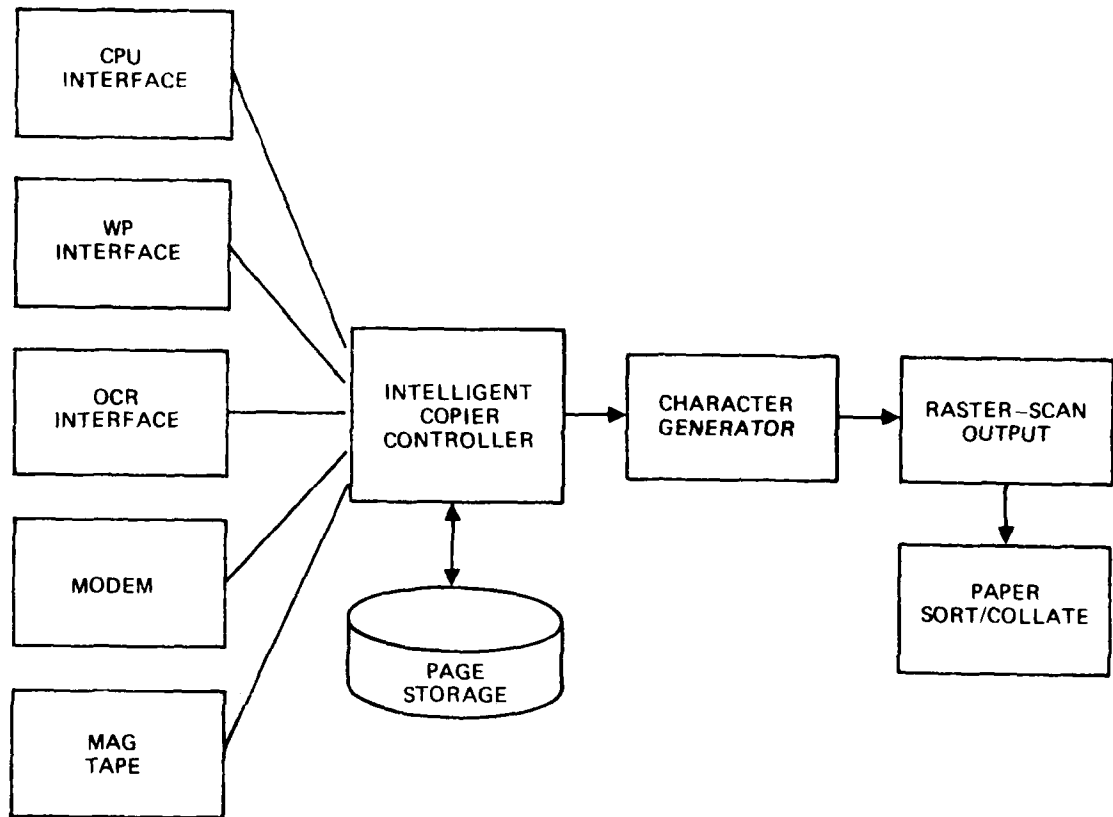 CPU
INTERFACE
WP
INTERFACE
OCR
INTERFACE
MODEM
MAG
TAPE
INTELLIGENT
COPIER
CONTROLLER
PAGE
STORAGE
CHARACTER
GENERATOR
RASTER-SCAN
OUTPUT
PAPER
SORT/COLLATE